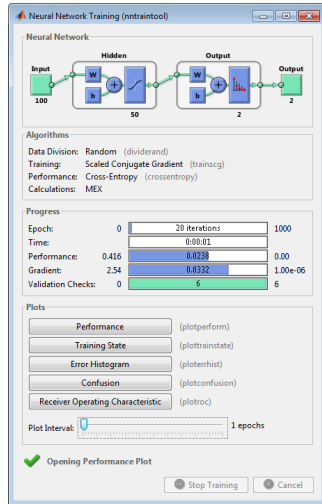 Neural Network Training (nntraintool)
Neural Network
Hidden Output
Input Output
W W
b b
100 50 2 2
Algorithms
Data Division: Random (dividerand)
Training: Scaled Conjugate Gradient (trainscg)
Performance: Cross-Entropy (crossentropy)
Calculations: MEX
Progress
Epoch: 0 20 iterations 1000
Time: 0:00:01
Performance: 0.416 0.0238 0.00
Gradient: 2.54 0.0332 1.00e-06
Validation Checks: 0 6 6
Plots
Performance (plotperform)
Training State (plottrainstate)
Error Histogram (ploterrhist)
Confusion (plotconfusion)
Receiver Operating Characteristic (plotroc)
Plot Interval: 1 epochs
Opening Performance Plot
Stop Training Cancel